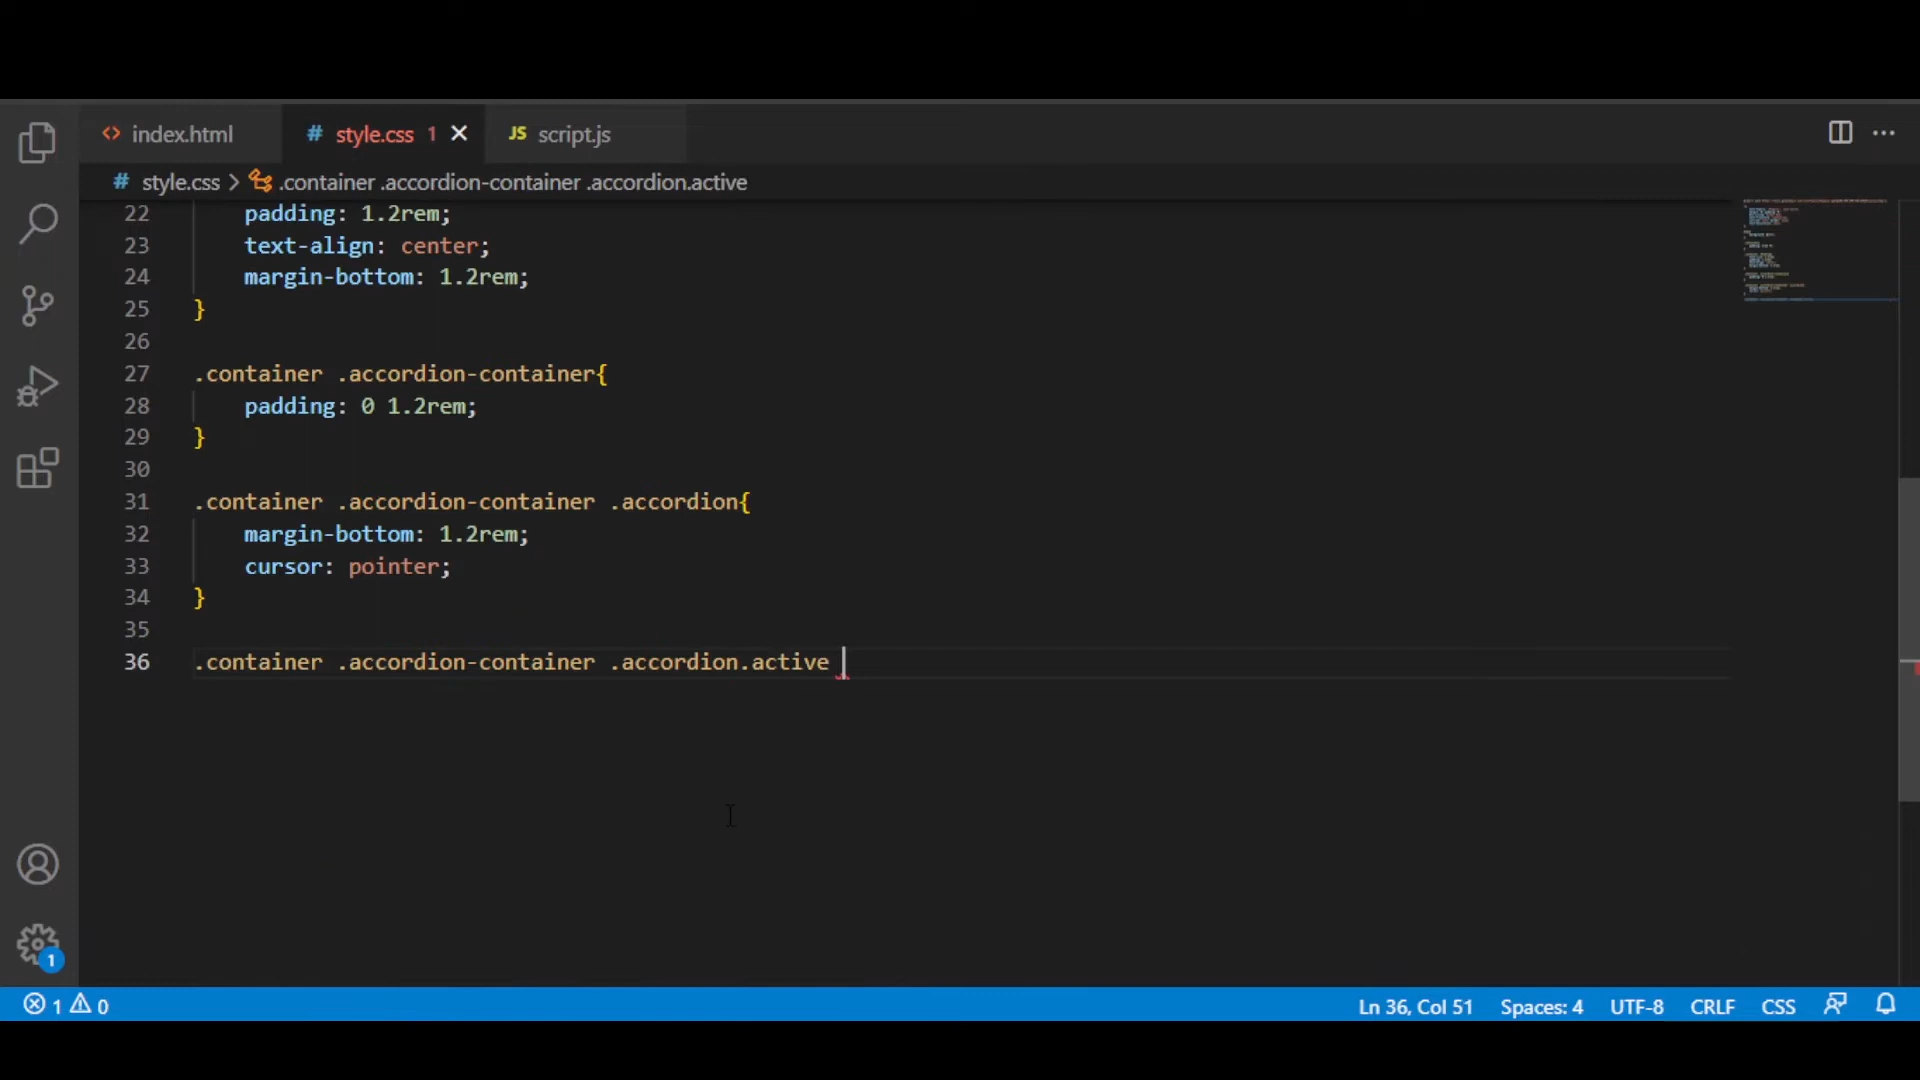 <> index.html # style.css 1 × JS script.js ...
# style.css > .container .accordion-container .accordion.active
22 padding: 1.2rem;
23 text-align: center;
24 margin-bottom: 1.2rem;
25 }
26
27 .container .accordion-container{
28 padding: 0 1.2rem;
29 }
30
31 .container .accordion-container .accordion{
32 margin-bottom: 1.2rem;
33 cursor: pointer;
34 }
35
36 .container .accordion-container .accordion.active
1
1 0 Ln 36, Col 51 Spaces: 4 UTF-8 CRLF CSS